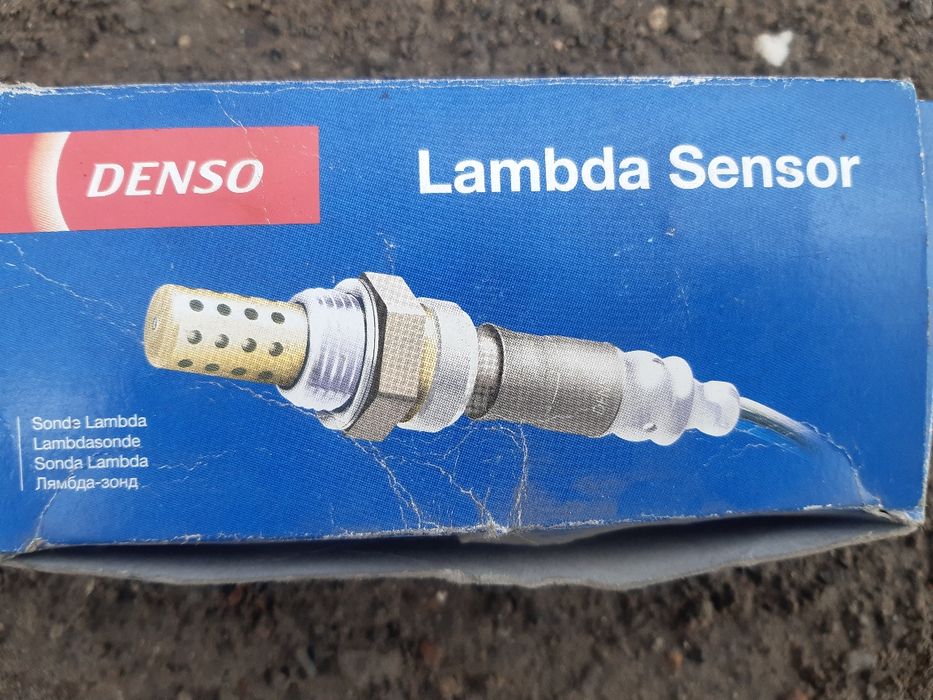 DENSO
Lambda Sensor
Sonde Lambda
Lambdasonde
Sonda Lambda
Лямбда-зонд